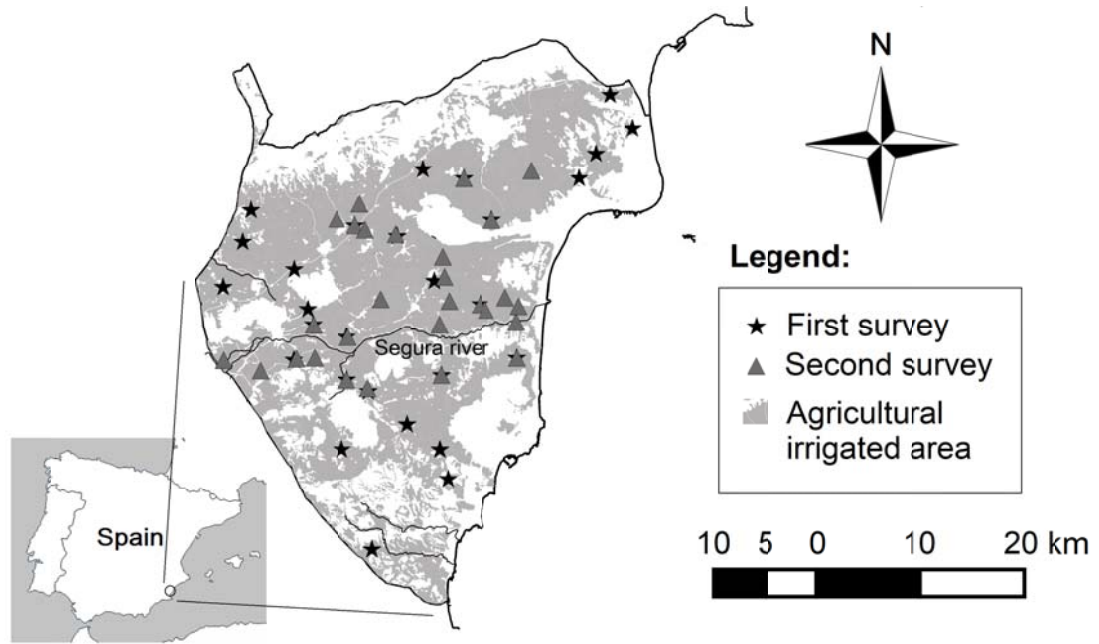 N
Legend:
First survey
Second survey
Agricultural
irrigated area
Segura river
Spain
10 5 0 10 20 km